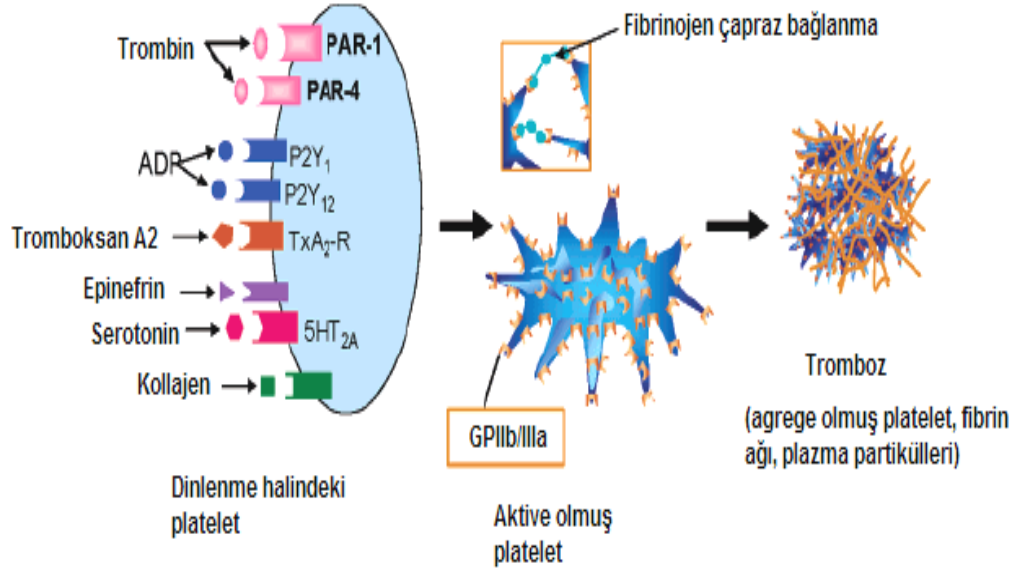 Trombin
PAR-1
PAR-4
ADP
P2Y1
P2Y12
Tromboksan A2
TxA2-R
Epinefrin
Serotonin
5HT2A
Kollajen
Dinlenme halindeki
platelet
Fibrinojen çapraz bağlanma
GPIIb/IIIa
Aktive olmuş
platelet
Tromboz
(agrege olmuş platelet, fibrin
ağı, plazma partikülleri)